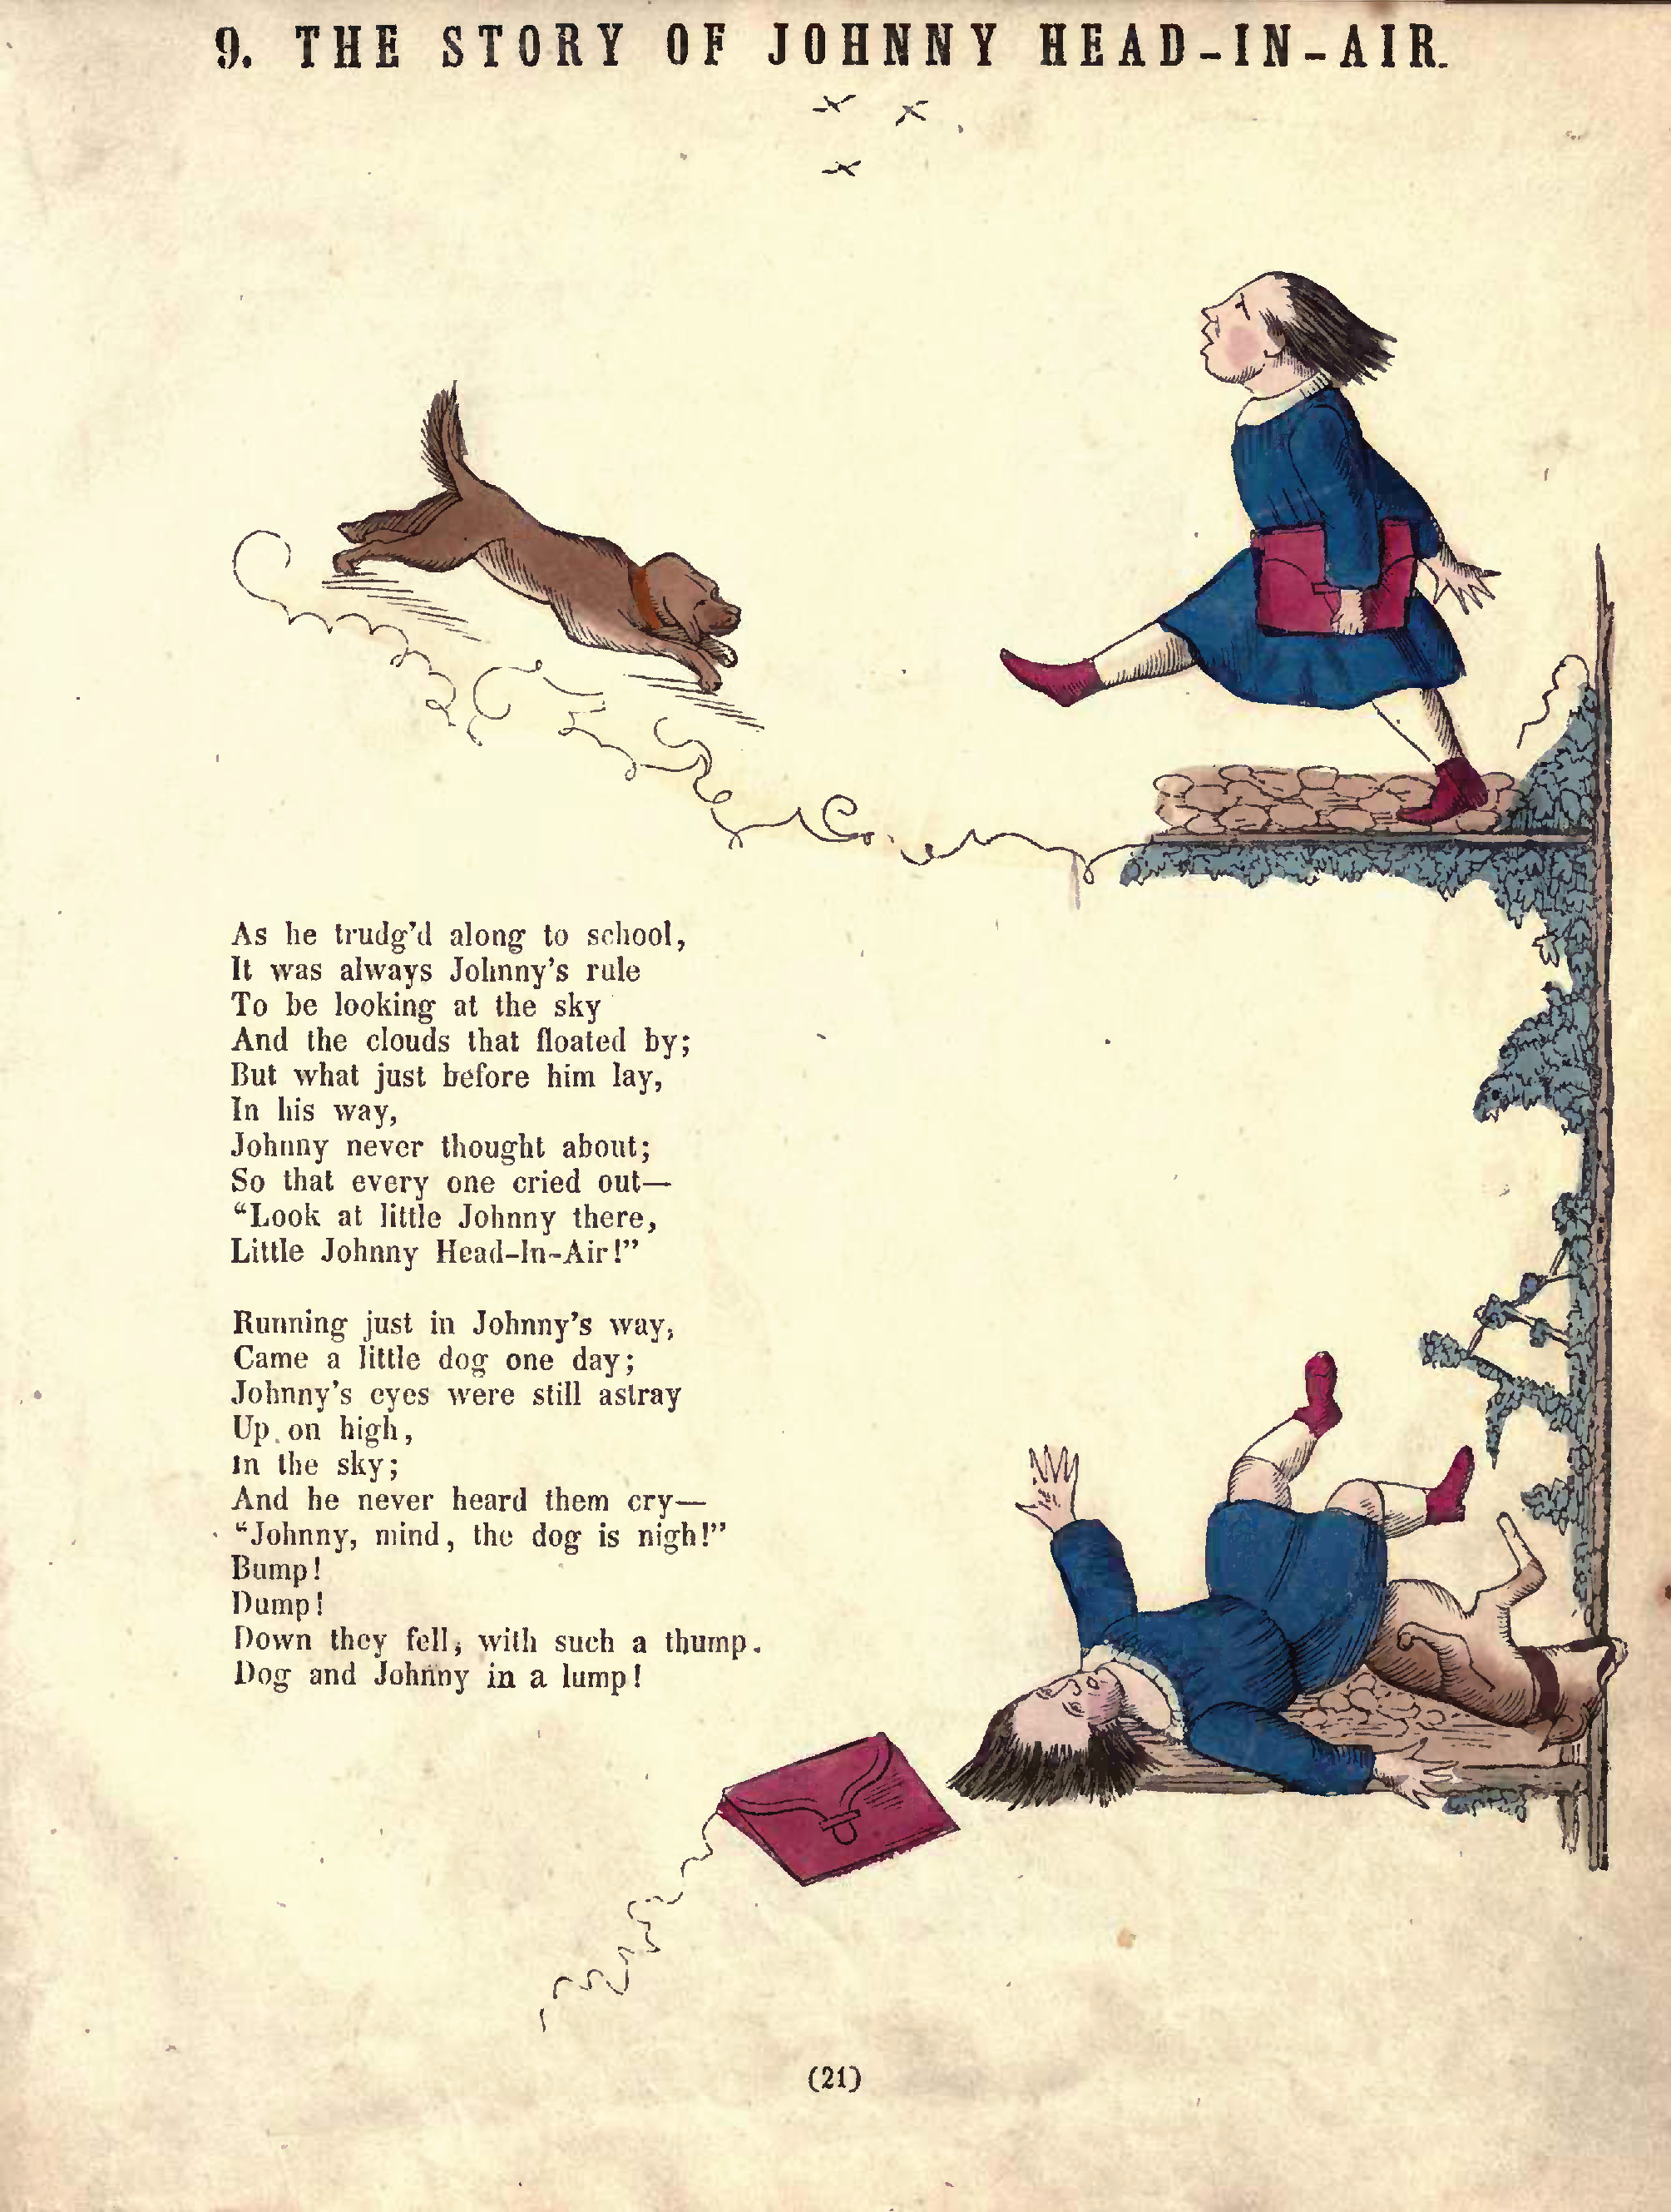 9. THE STORY OF JOHNNY HEAD-IN-AIR.
As he trudg'd along to school,
It was always Johnny's rule
To be looking at the sky
And the clouds that floated by;
But what just before him lay,
In his way,
Johnny never thought about;
So that every one cried out—
“Look at little Johnny there,
Little Johnny Head-In-Air!”
Running just in Johnny's way,
Came a little dog one day;
Johnny's eyes were still astray
Up on high,
In the sky;
And he never heard them cry—
“Johnny, mind, the dog is nigh!”
Bump!
Dump!
Down they fell, with such a thump.
Dog and Johnny in a lump!
(21)